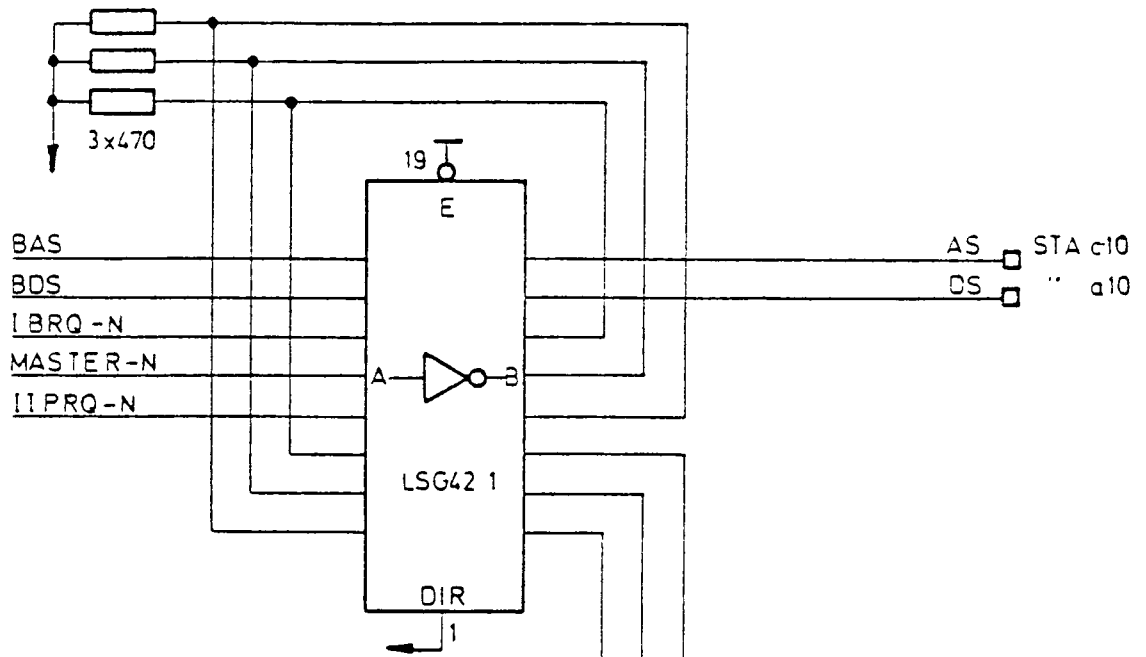 3x470
19
E
BAS
AS
STA c10
BDS
DS
" a10
IBRQ-N
MASTER-N
A
B
IIPRQ-N
LSG42 1
DIR
1